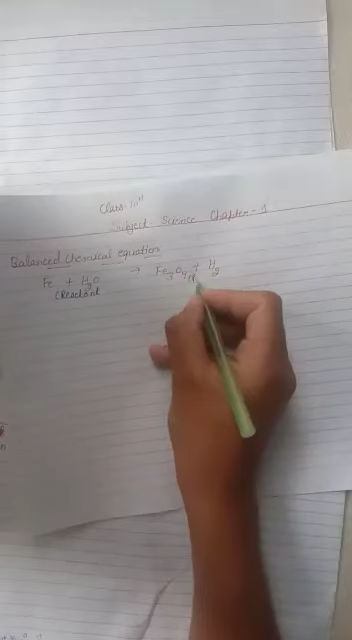 Class: 10th
Subject - Science Chapter - 1
Balanced chemical equation
Fe + H2O → Fe3O4 + H2
(Reactant